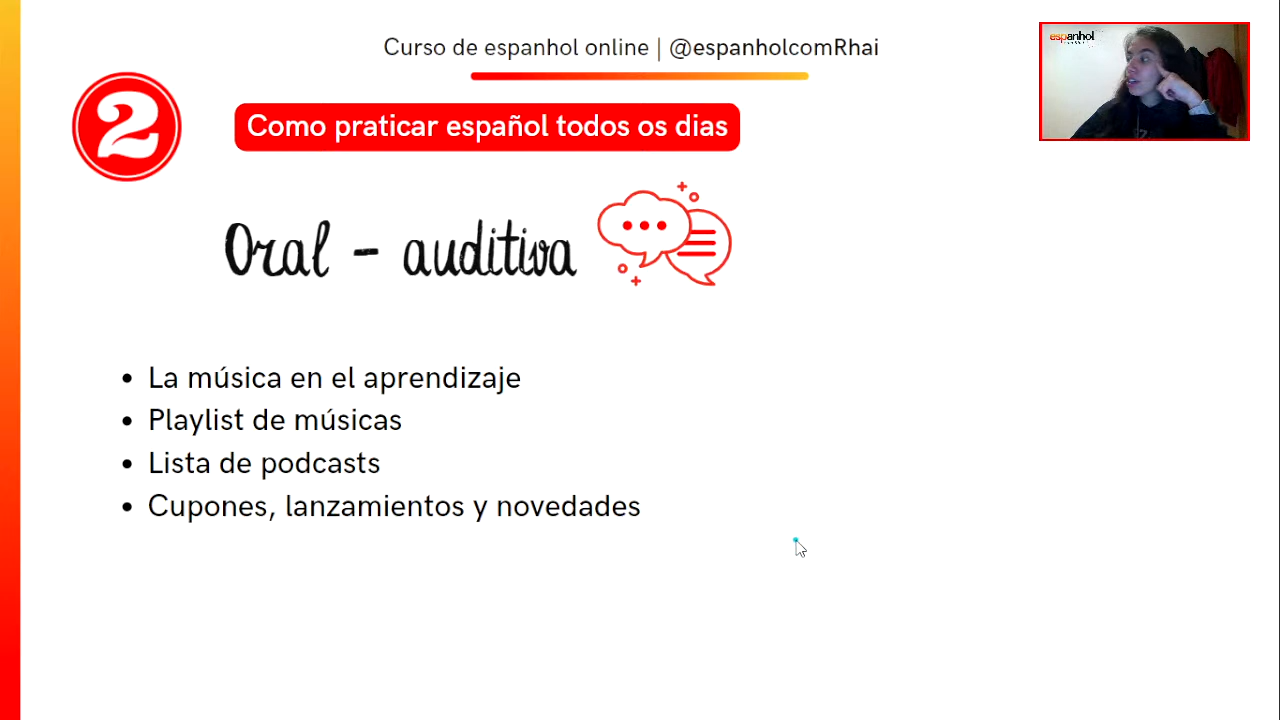 Curso de espanhol online | @espanholcomRhai
espanhol
2
Como praticar español todos os dias
Oral - auditiva
La música en el aprendizaje
Playlist de músicas
Lista de podcasts
Cupones, lanzamientos y novedades